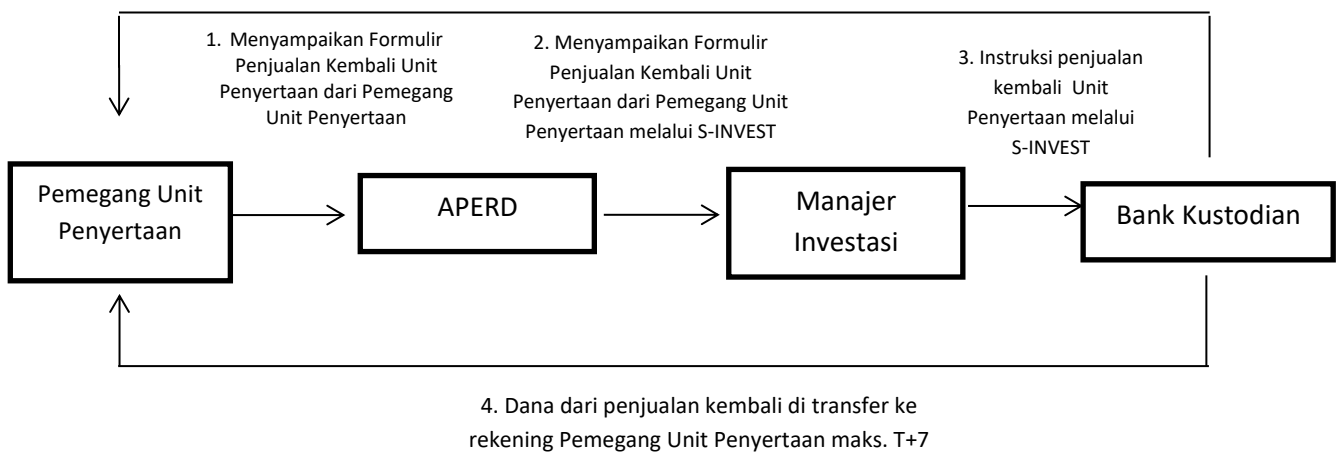 1. Menyampaikan Formulir
Penjualan Kembali Unit
Penyertaan dari Pemegang
Unit Penyertaan
2. Menyampaikan Formulir
Penjualan Kembali Unit
Penyertaan dari Pemegang Unit
Penyertaan melalui S-INVEST
3. Instruksi penjualan
kembali Unit
Penyertaan melalui
S-INVEST
Pemegang Unit
Penyertaan
APERD
Manajer
Investasi
Bank Kustodian
4. Dana dari penjualan kembali di transfer ke
rekening Pemegang Unit Penyertaan maks. T+7